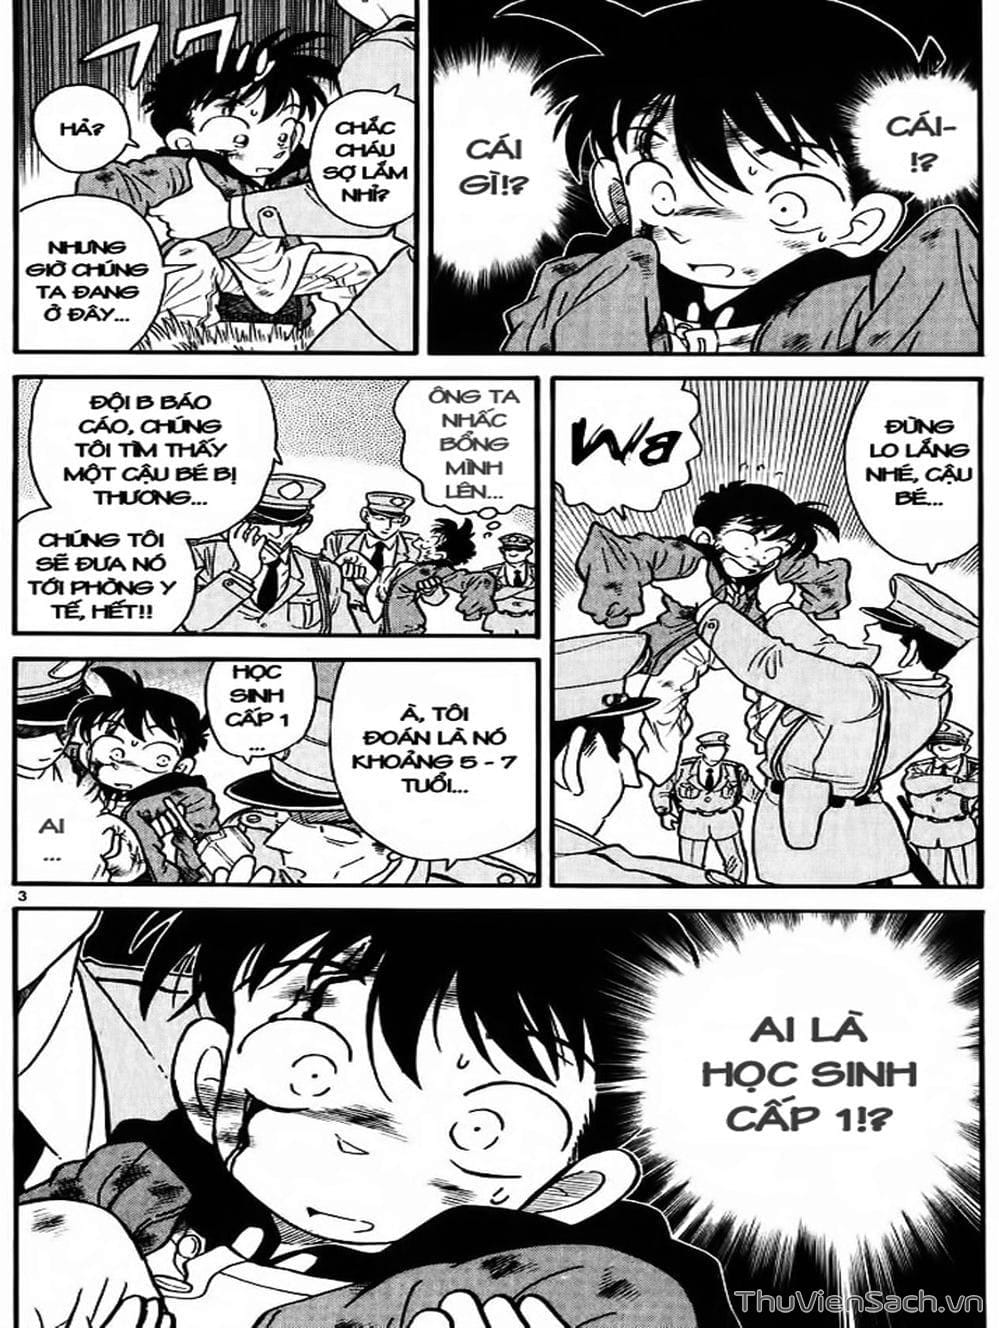 HẢ?
CHẮC
CHÁU
SỢ LẮM
NHỈ?
NHƯNG
GIỜ CHÚNG
TA ĐANG
Ở ĐÂY...
CÁI
GÌ!?
CÁI-
!?
ĐỘI B BÁO
CÁO, CHÚNG
TÔI TÌM THẤY
MỘT CẬU BÉ BỊ
THƯƠNG...
CHÚNG TÔI
SẼ ĐƯA NÓ
TỚI PHÒNG Y
TẾ, HẾT!!
ÔNG TA
NHẤC
BỔNG
MÌNH
LÊN...
Wa
ĐỪNG
LO LẮNG
NHÉ, CẬU
BÉ...
HỌC
SINH
CẤP 1
...
À, TÔI
ĐOÁN LÀ NÓ
KHOẢNG 5 - 7
TUỔI...
AI
...
3
AI LÀ
HỌC SINH
CẤP 1!?
ThuVienSach.vn